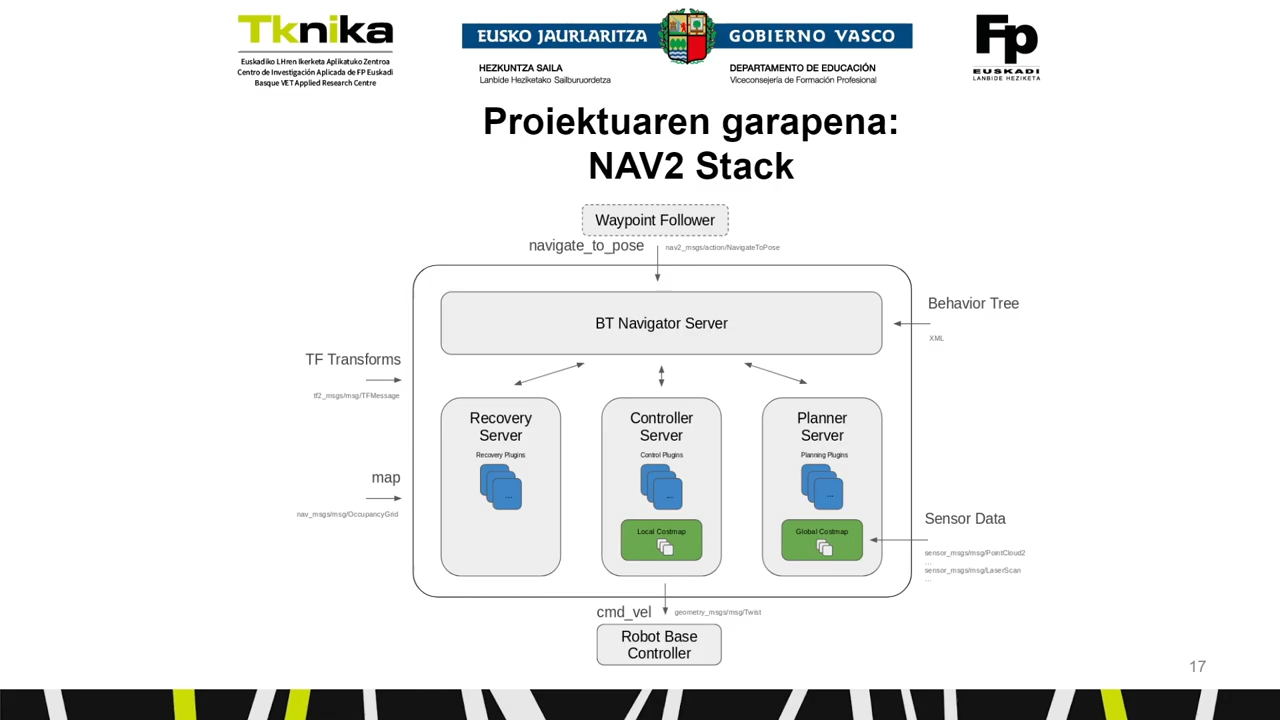 Tknika
Euskadiko LHren Ikerketa Aplikatuko Zentroa
Centro de Investigación Aplicada de FP Euskadi
Basque VET Applied Research Centre
EUSKO JAURLARITZA
GOBIERNO VASCO
HEZKUNTZA SAILA
Lanbide Heziketako Sailburuordetza
DEPARTAMENTO DE EDUCACIÓN
Viceconsejería de Formación Profesional
Fp
EUSKADI
LANBIDE HEZIKETA
Proiektuaren garapena:
NAV2 Stack
Waypoint Follower
navigate_to_pose
nav2_msgs/action/NavigateToPose
BT Navigator Server
Behavior Tree
XML
TF Transforms
tf2_msgs/msg/TFMessage
map
nav_msgs/msg/OccupancyGrid
Recovery
Server
Recovery Plugins
...
Controller
Server
Control Plugins
...
Local Costmap
Planner
Server
Planning Plugins
...
Global Costmap
Sensor Data
sensor_msgs/msg/PointCloud2
...
sensor_msgs/msg/LaserScan
...
cmd_vel
geometry_msgs/msg/Twist
Robot Base
Controller
17